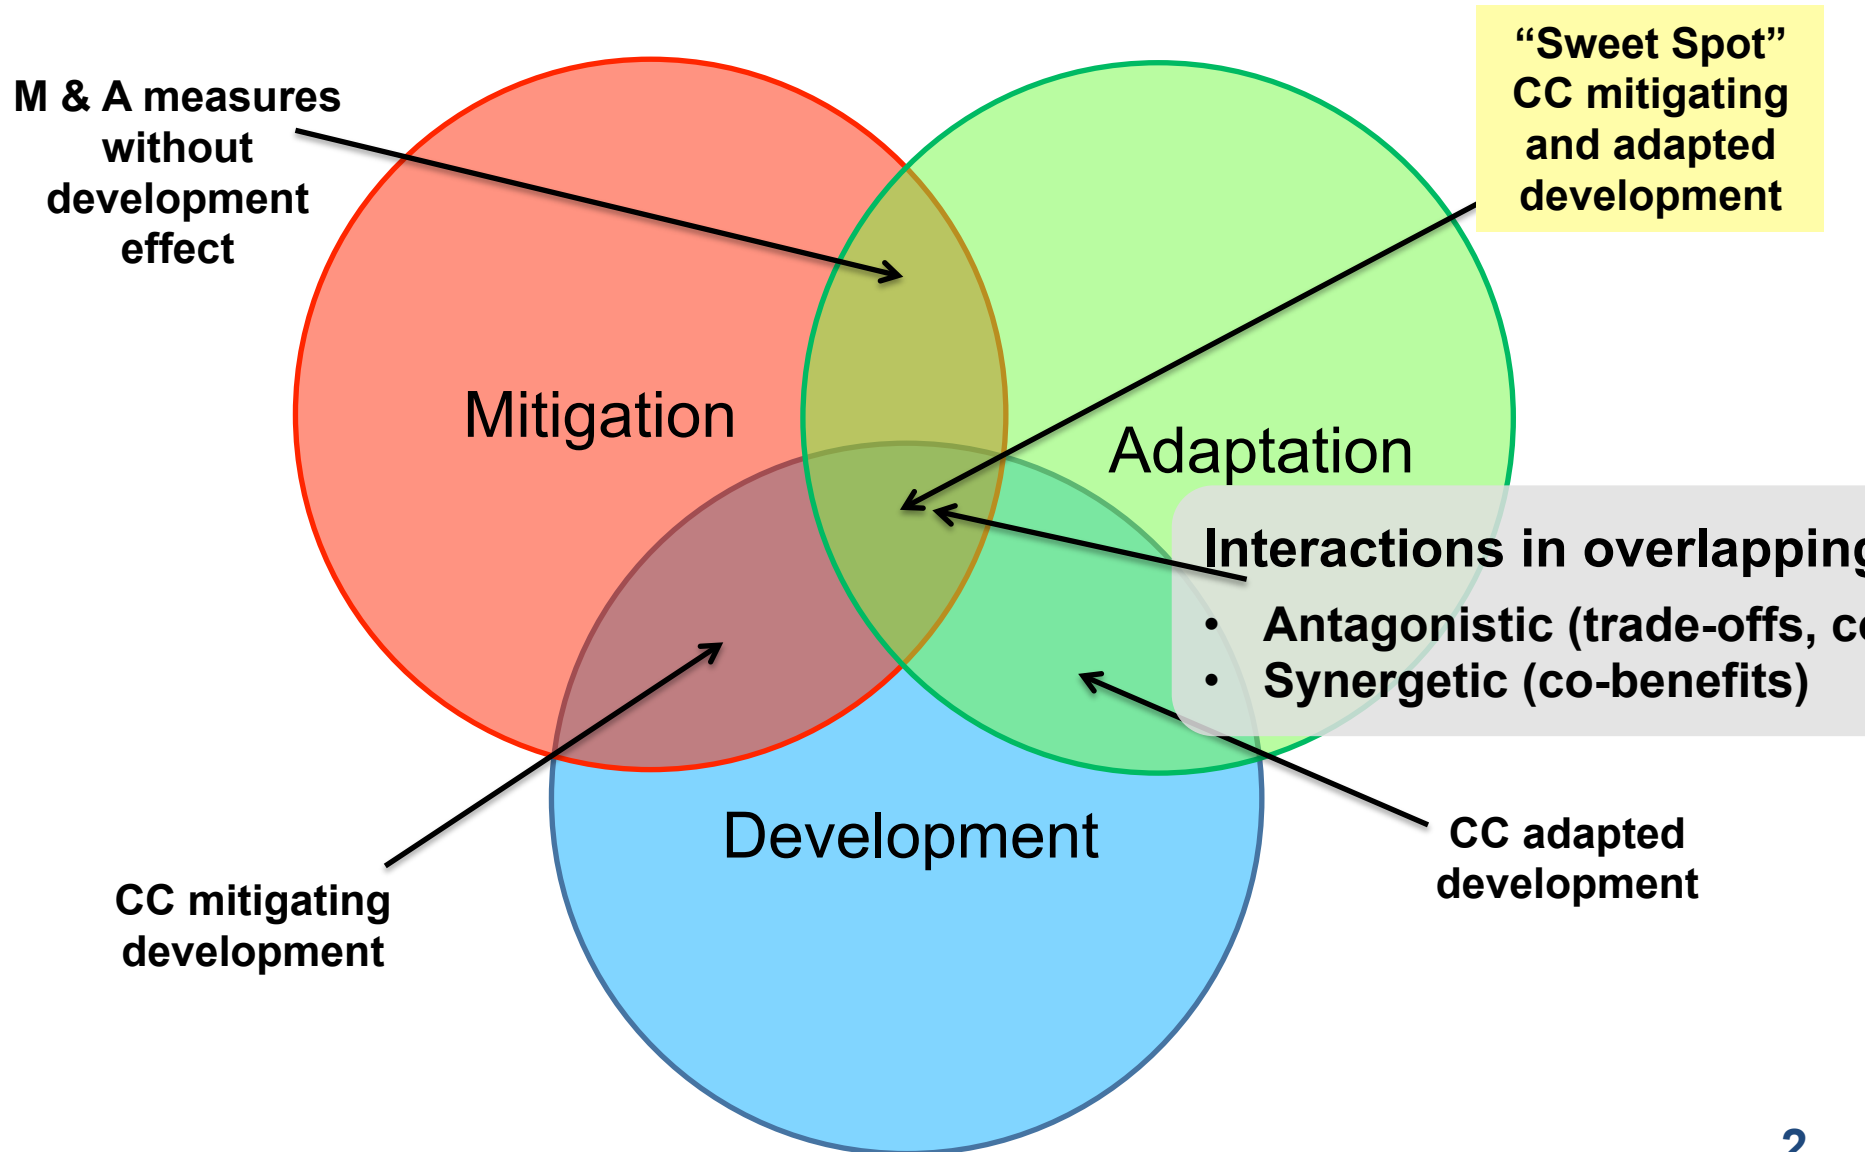 M & A measures
without
development
effect
“Sweet Spot”
CC mitigating
and adapted
development
Mitigation
Adaptation
Interactions in overlapping
• Antagonistic (trade-offs,
• Synergetic (co-benefits)
Development
CC adapted
development
CC mitigating
development
2